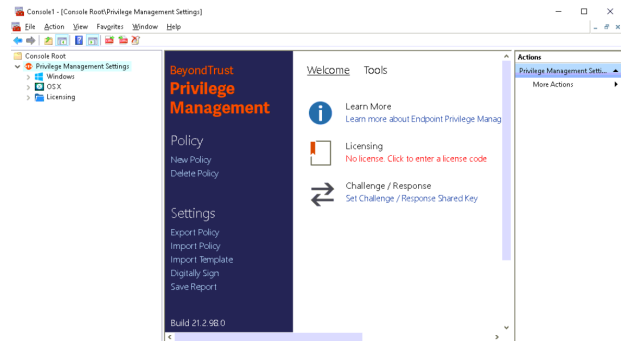 Console1 - [Console Root\Privilege Management Settings]
File Action View Favorites Window Help
Console Root
Privilege Management Settings
Windows
OS X
Licensing
BeyondTrust
Privilege
Management
Policy
New Policy
Delete Policy
Settings
Export Policy
Import Policy
Import Template
Digitally Sign
Save Report
Build 21.2.98.0
Welcome Tools
Learn More
Learn more about Endpoint Privilege Manag
Licensing
No license. Click to enter a license code
Challenge / Response
Set Challenge / Response Shared Key
Actions
Privilege Management Setti...
More Actions